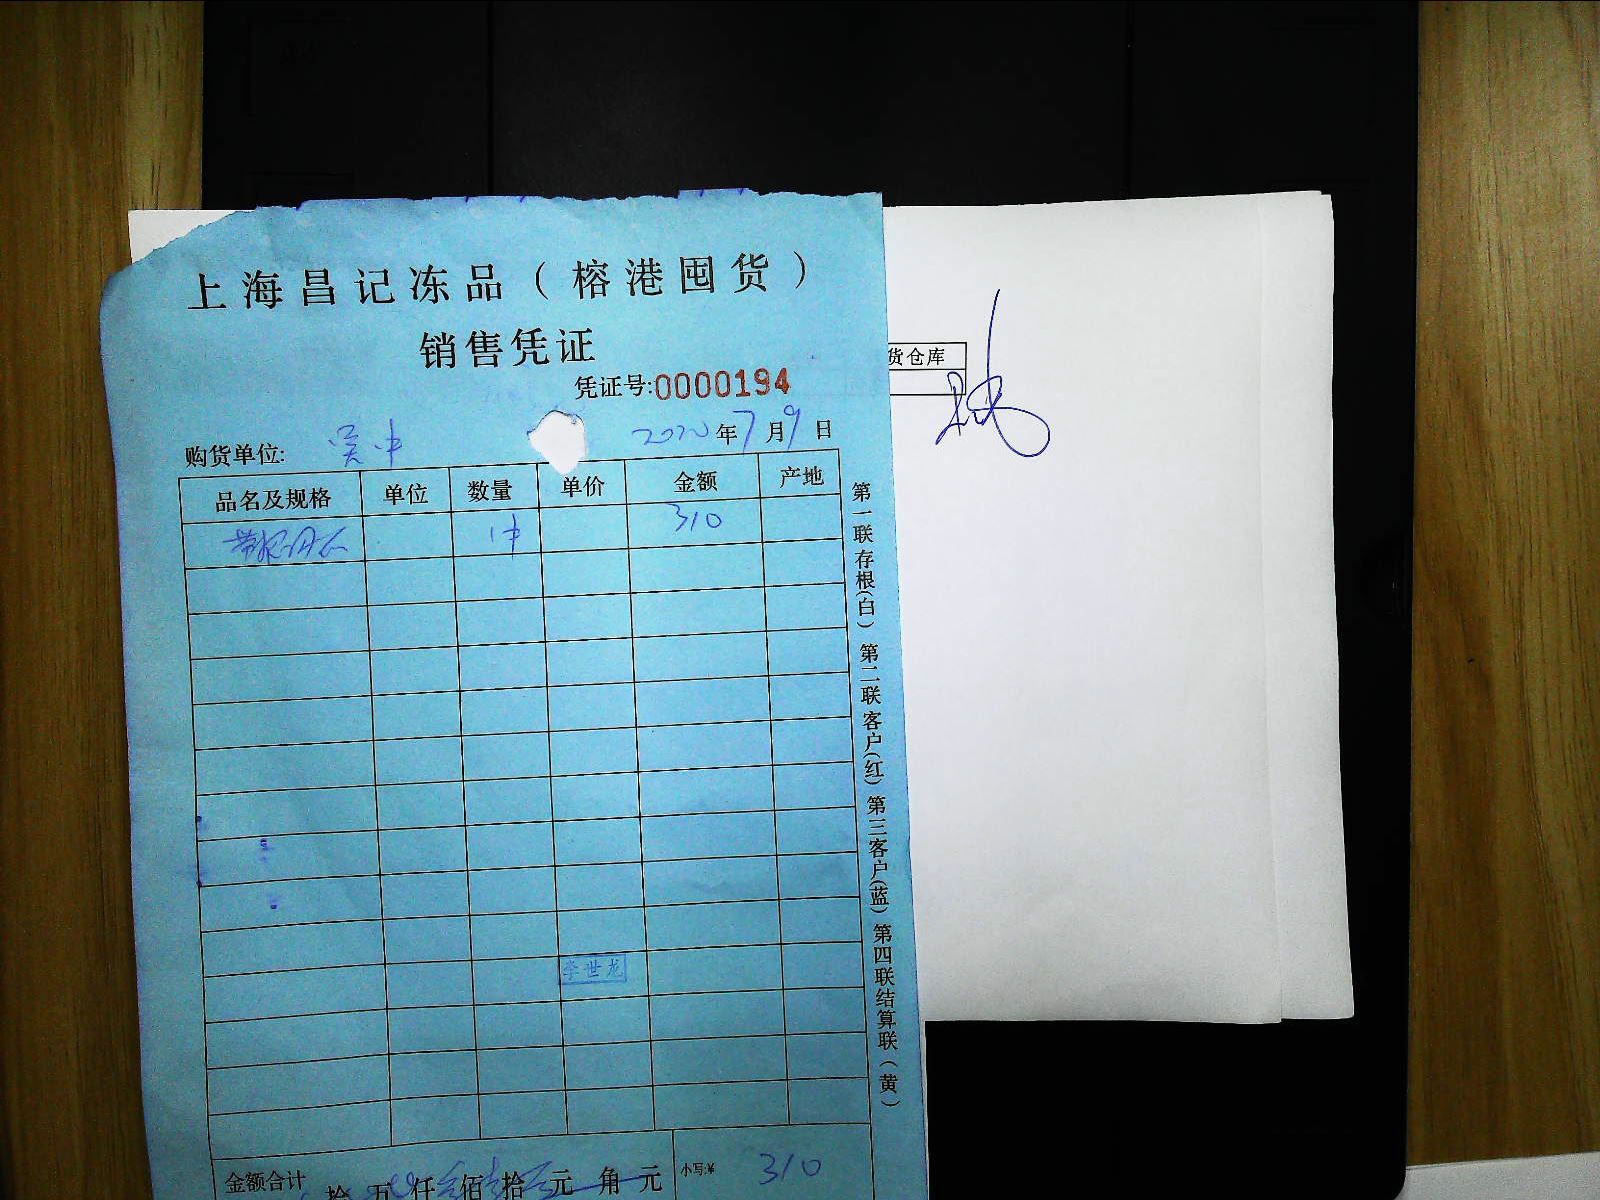 上海昌记冻品（榕港囤货）
销售凭证
凭证号:0000194
购货单位: 吴中 2020年7月9日
品名及规格 单位 数量 单价 金额 产地
1件 310
李世龙
金额合计 拾 万 仟 佰 拾 元 角 元 小写:¥ 310
第一联存根(白) 第二联客户(红) 第三客户(蓝) 第四联结算联(黄)
货仓库